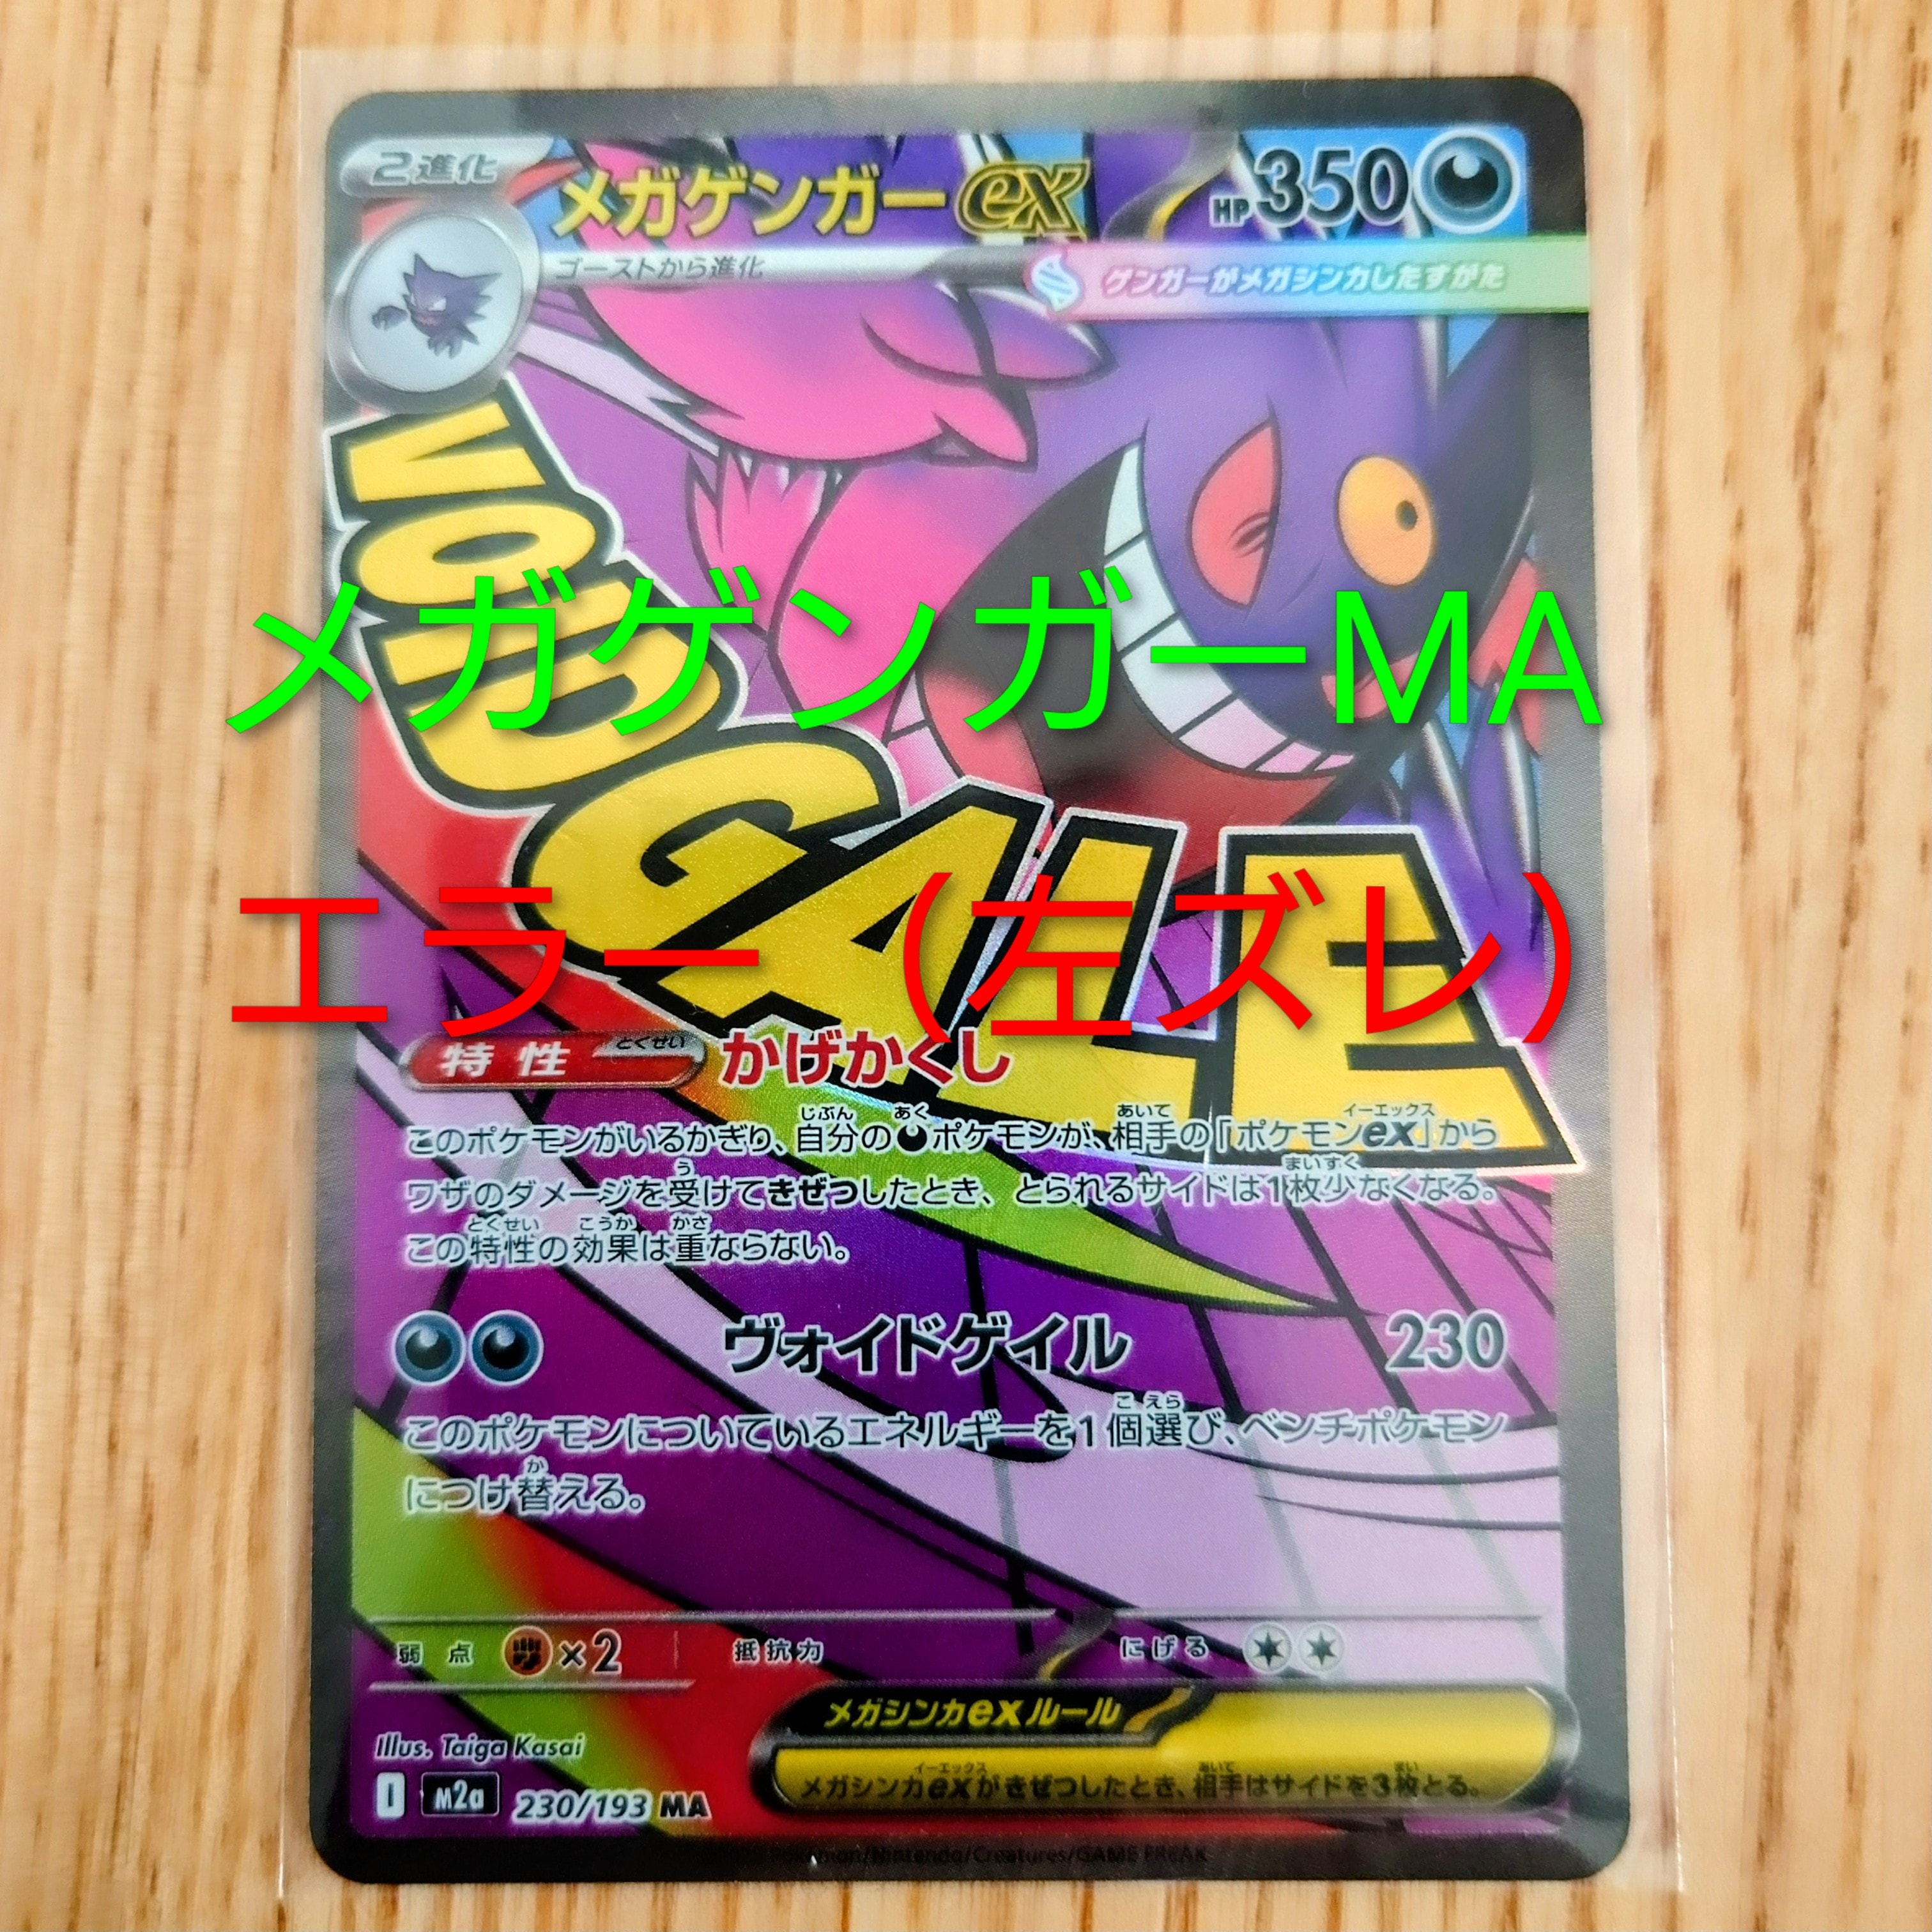 2進化
メガゲンガーex
HP350
ゴーストから進化
ゲンガーがメガシンカしたすがた
VOID
GALE
メガゲンガーMA
エラー（左ズレ）
特性
とくせい
かげかくし
じぶん あく あいて イーエックス
このポケモンがいるかぎり、自分のポケモンが、相手の「ポケモンex」から
う まいすく
ワザのダメージを受けてきぜつしたとき、とられるサイドは1枚少なくなる。
とくせい こうか かさ
この特性の効果は重ならない。
ヴォイドゲイル 230
こ えら
このポケモンについているエネルギーを1個選び、ベンチポケモン
か
につけ替える。
弱点 ×2 抵抗力 にげる
メガシンカexルール
イーエックス あいて まい
メガシンカexがきぜつしたとき、相手はサイドを3枚とる。
Illus. Taiga Kasai
I M2a 230/193 MA
Pokémon/Nintendo/Creatures/GAME FREAK